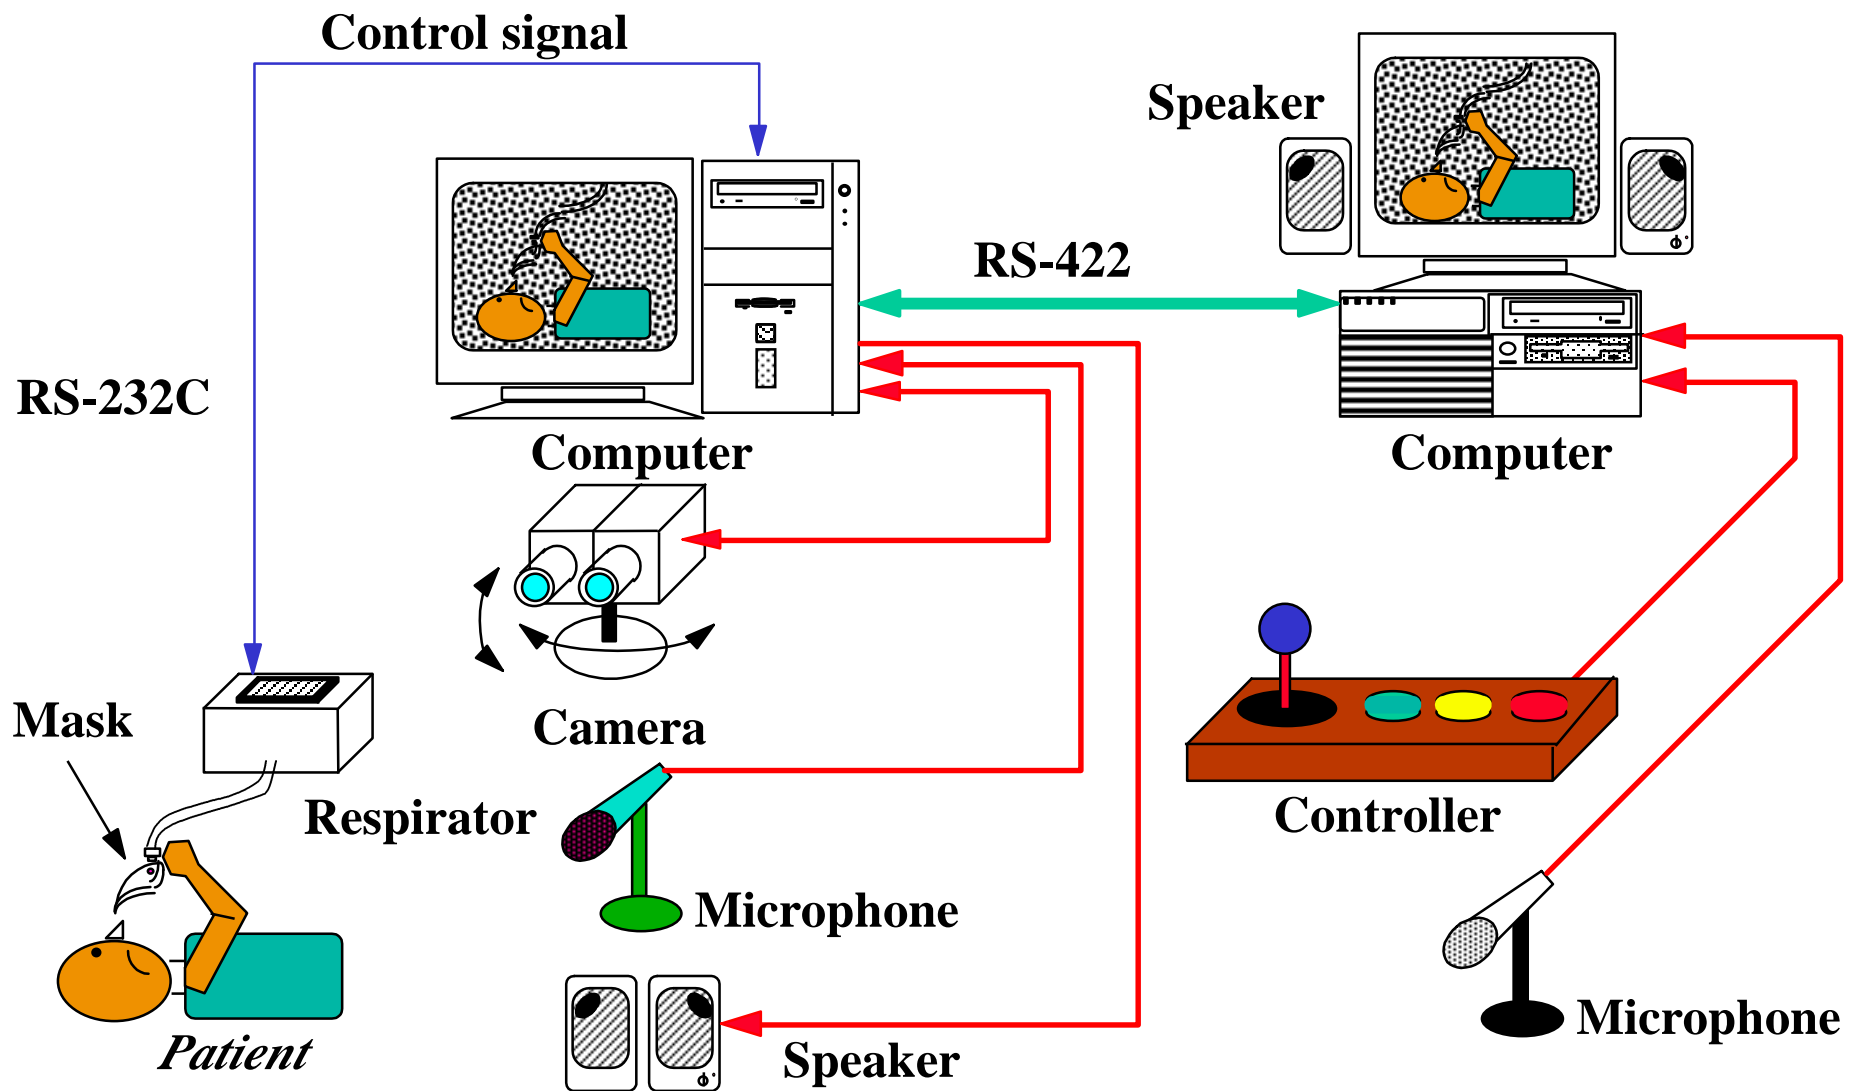 Control signal
Speaker
RS-422
RS-232C
Computer
Computer
Mask
Camera
Respirator
Controller
Microphone
Microphone
Patient
Speaker